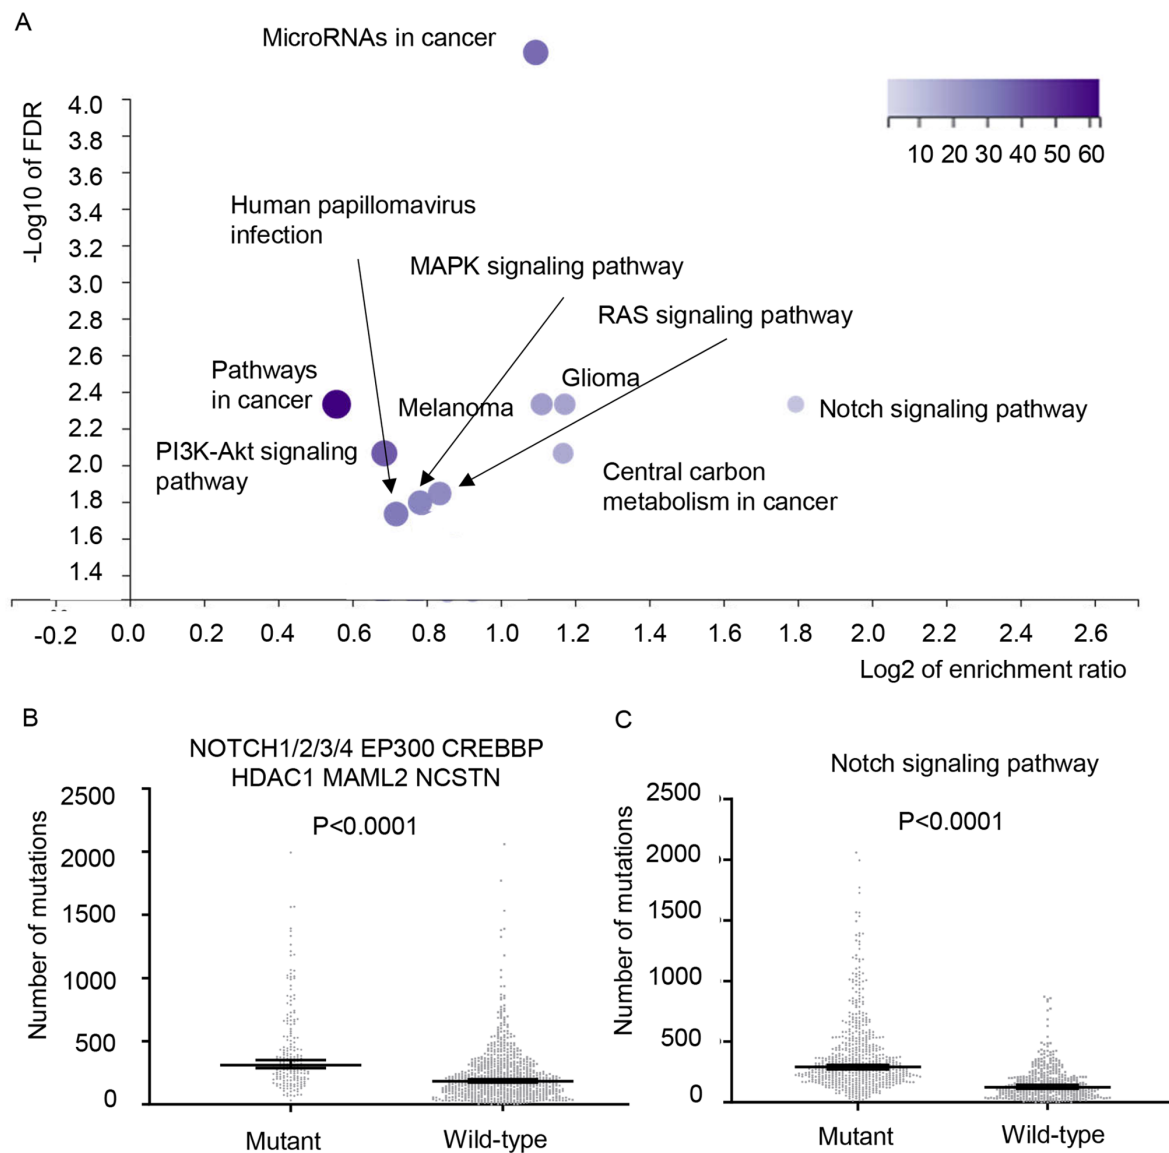 A
MicroRNAs in cancer
-Log10 of FDR
4.0
3.8
3.6
3.4
3.2
3.0
2.8
2.6
2.4
2.2
2.0
1.8
1.6
1.4
10 20 30 40 50 60
Human papillomavirus
infection
MAPK signaling pathway
RAS signaling pathway
Pathways
in cancer
Glioma
Melanoma
Notch signaling pathway
PI3K-Akt signaling
pathway
Central carbon
metabolism in cancer
-0.2 0.0 0.2 0.4 0.6 0.8 1.0 1.2 1.4 1.6 1.8 2.0 2.2 2.4 2.6
Log2 of enrichment ratio
B
NOTCH1/2/3/4 EP300 CREBBP
HDAC1 MAML2 NCSTN
P<0.0001
Number of mutations
2500
2000
1500
1000
500
0
Mutant Wild-type
C
Notch signaling pathway
P<0.0001
Number of mutations
2500
2000
1500
1000
500
0
Mutant Wild-type